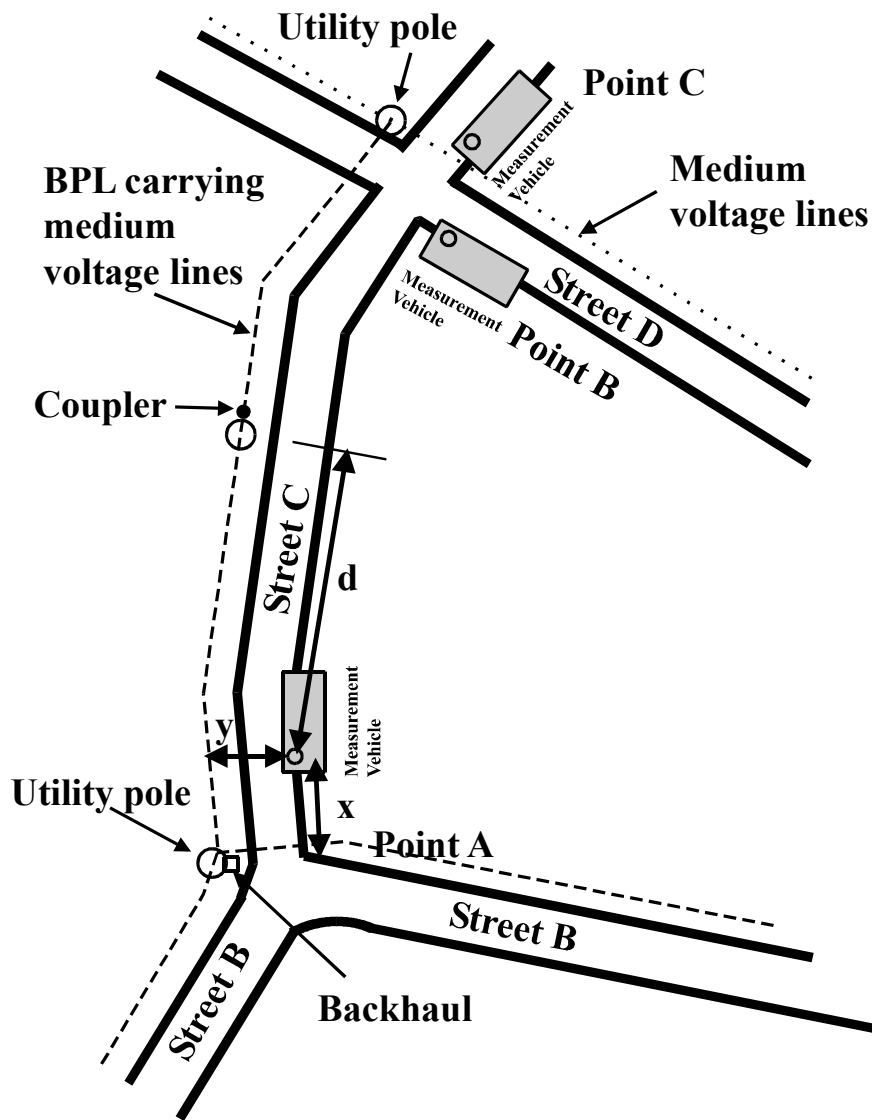 Utility pole
Point C
Measurement
Vehicle
BPL carrying
medium
voltage lines
Medium
voltage lines
Street D
Measurement
Vehicle
Point B
Coupler
Street C
d
y
Measurement
Vehicle
Utility pole
x
Point A
Street B
Street B
Backhaul